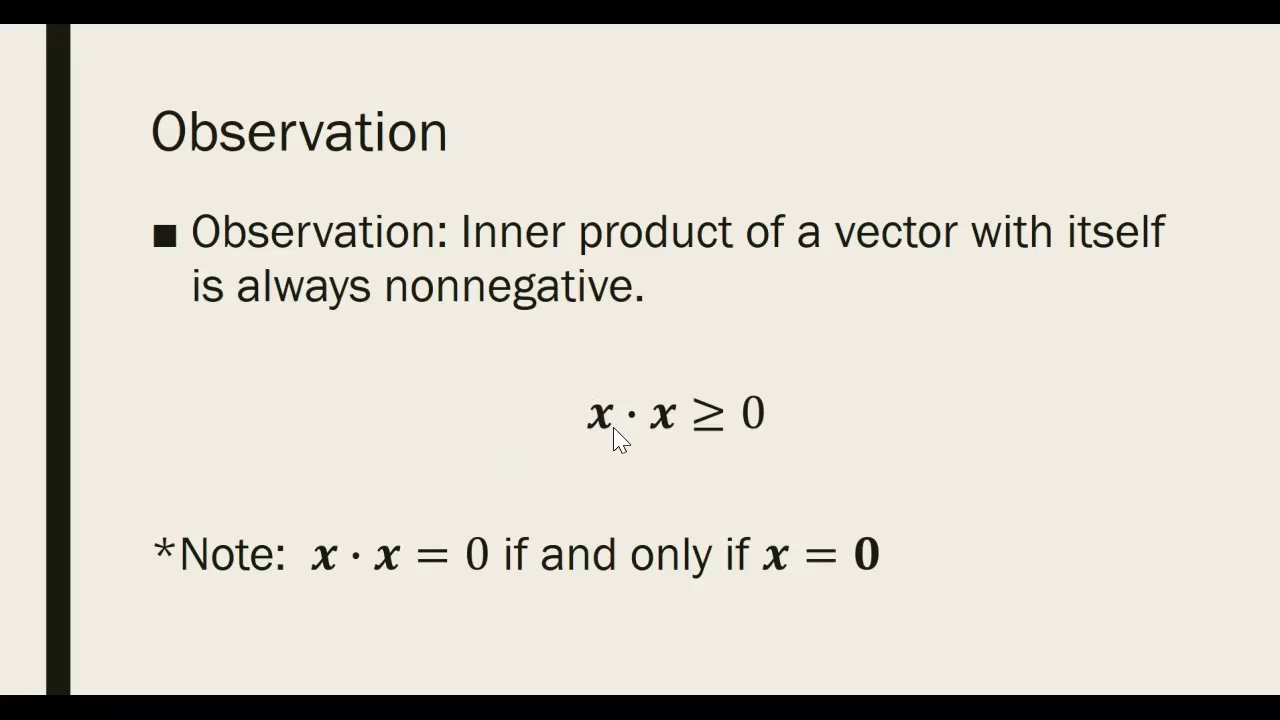 Observation
■ Observation: Inner product of a vector with itself
is always nonnegative.
x · x ≥ 0
*Note: x · x = 0 if and only if x = 0